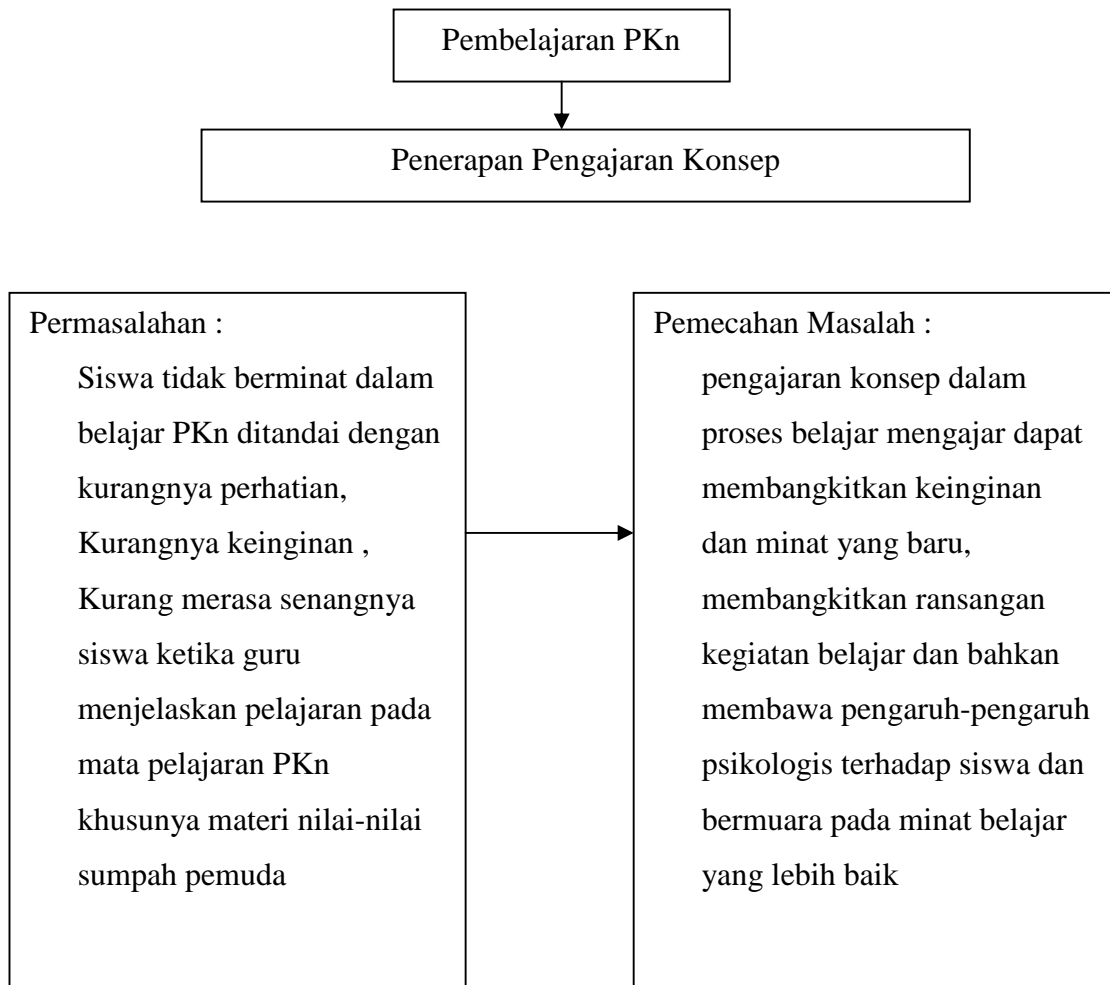 Pembelajaran PKn
Penerapan Pengajaran Konsep
Permasalahan :
Siswa tidak berminat dalam
belajar PKn ditandai dengan
kurangnya perhatian,
Kurangnya keinginan ,
Kurang merasa senangnya
siswa ketika guru
menjelaskan pelajaran pada
mata pelajaran PKn
khusunya materi nilai-nilai
sumpah pemuda
Pemecahan Masalah :
pengajaran konsep dalam
proses belajar mengajar dapat
membangkitkan keinginan
dan minat yang baru,
membangkitkan ransangan
kegiatan belajar dan bahkan
membawa pengaruh-pengaruh
psikologis terhadap siswa dan
bermuara pada minat belajar
yang lebih baik